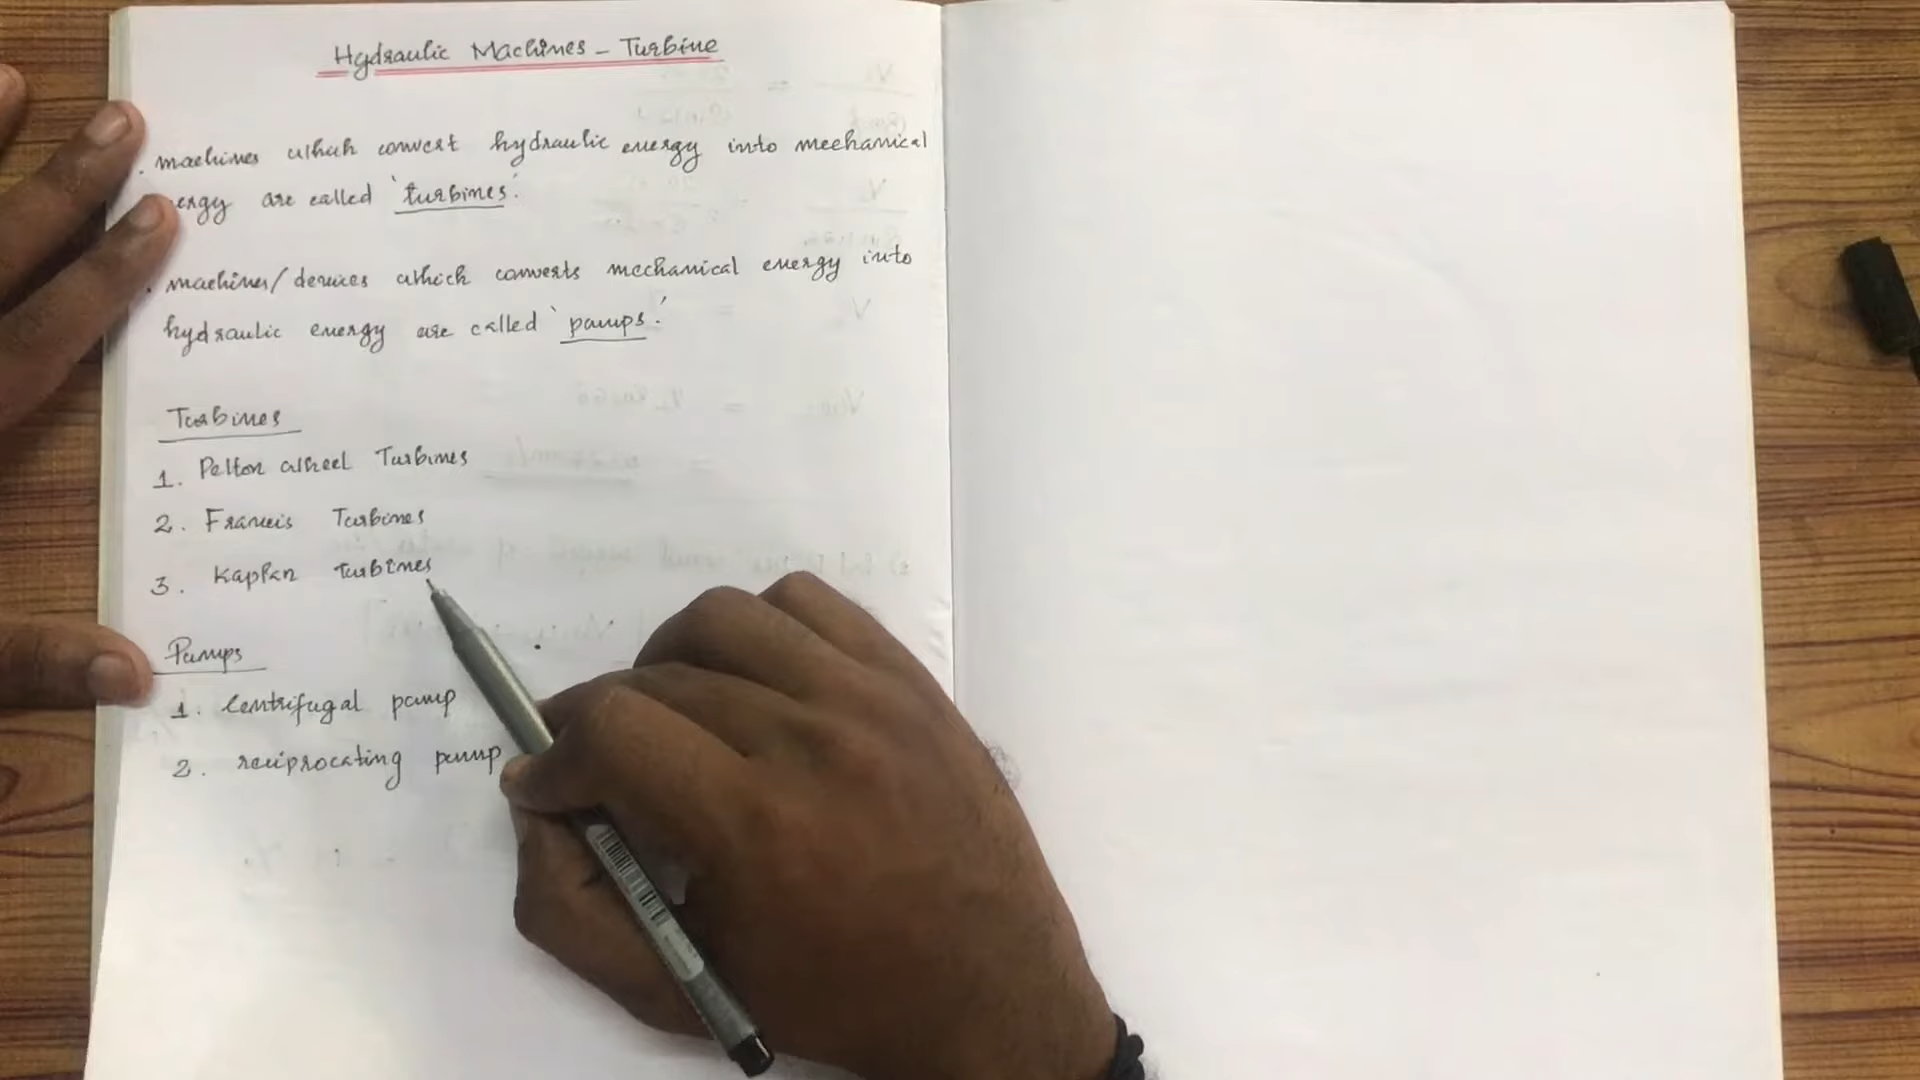 Hydraulic Machines - Turbine
. machines which convert hydraulic energy into mechanical
ergy are called 'turbines'.
. machines/devices which converts mechanical energy into
hydraulic energy are called 'pumps'.
Turbines
1. Pelton wheel Turbines
2. Francis Turbines
3. Kaplan Turbines
Pumps
1. Centrifugal pump
2. reciprocating pump